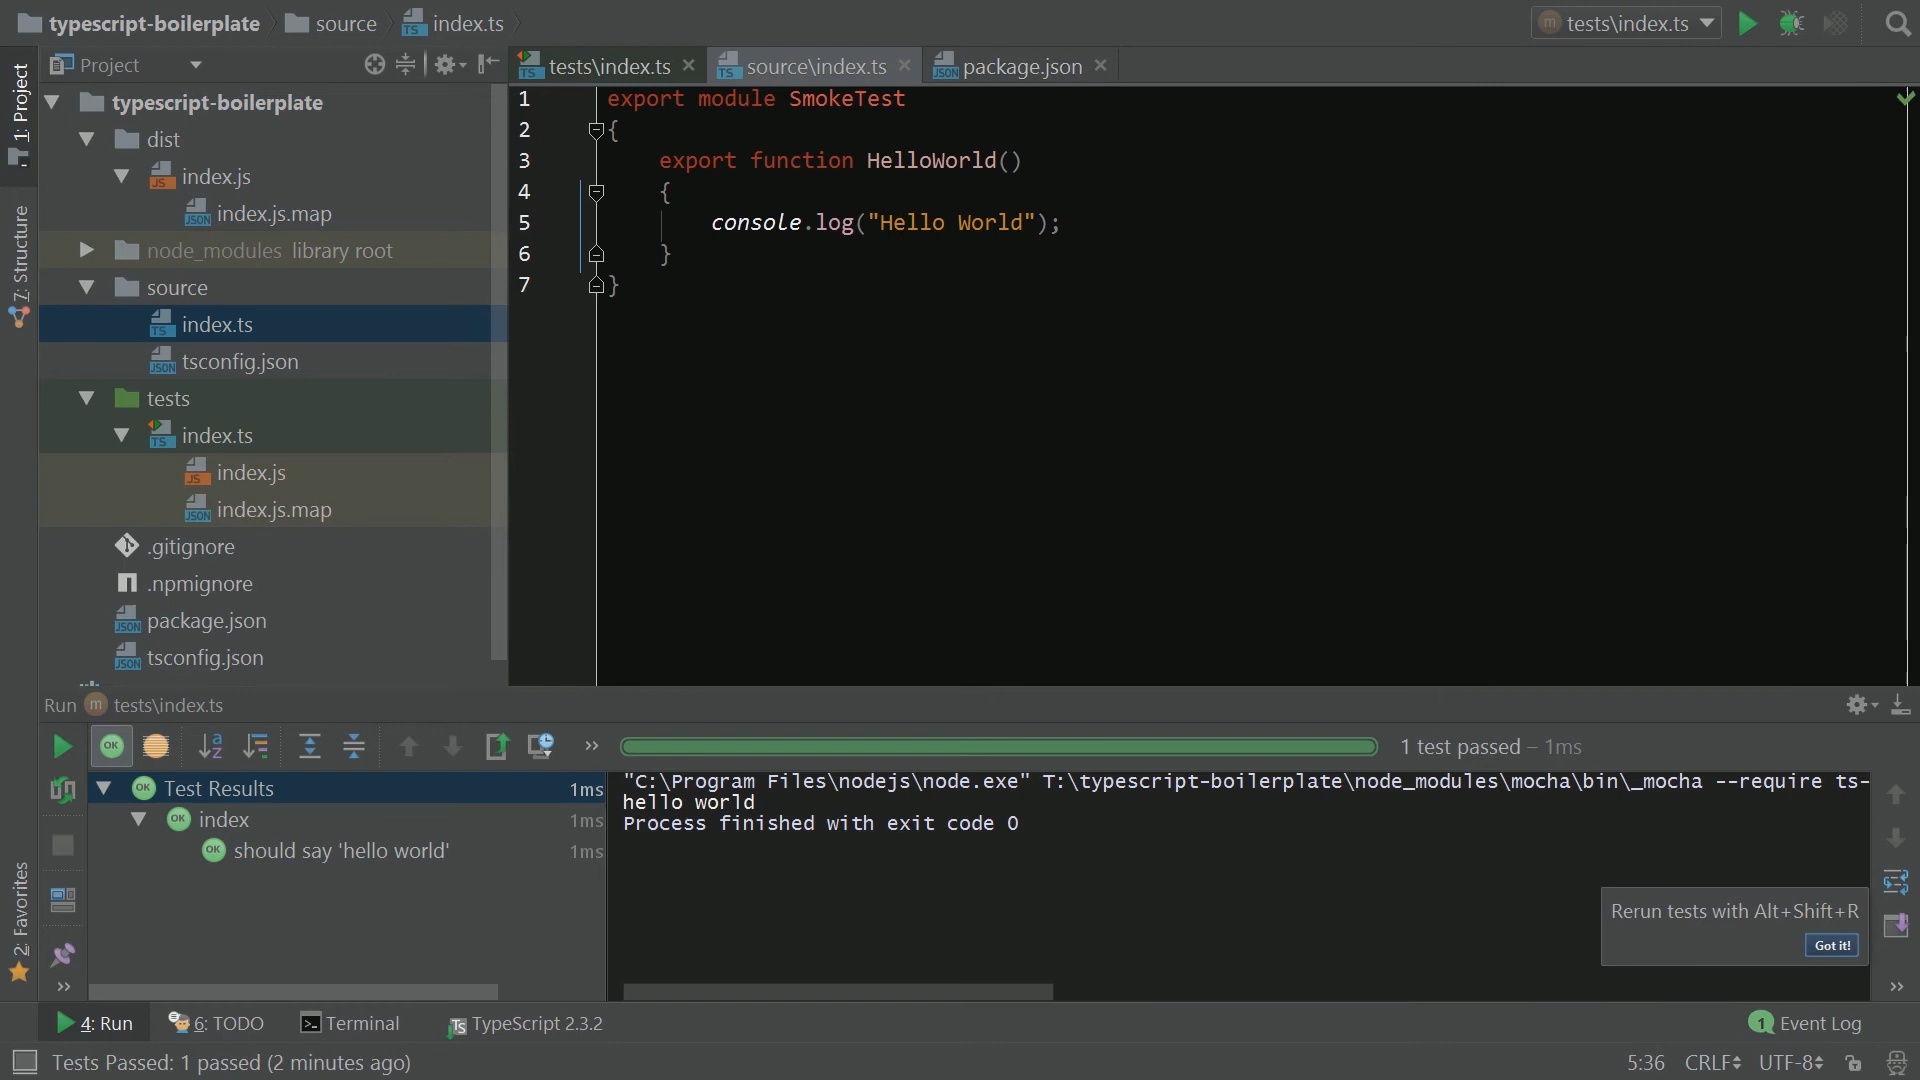 typescript-boilerplate source index.ts
tests\index.ts
1: Project
7: Structure
2: Favorites
Project
typescript-boilerplate
dist
index.js
index.js.map
node_modules library root
source
index.ts
tsconfig.json
tests
index.ts
index.js
index.js.map
.gitignore
.npmignore
package.json
tsconfig.json
tests\index.ts source\index.ts package.json
1 export module SmokeTest
2 {
3 export function HelloWorld()
4 {
5 console.log("Hello World");
6 }
7 }
Run tests\index.ts
1 test passed – 1ms
Test Results 1ms
index 1ms
should say 'hello world' 1ms
"C:\Program Files\nodejs\node.exe" T:\typescript-boilerplate\node_modules\mocha\bin\_mocha --require ts-
hello world
Process finished with exit code 0
Rerun tests with Alt+Shift+R
Got it!
4: Run 6: TODO Terminal TypeScript 2.3.2 1 Event Log
Tests Passed: 1 passed (2 minutes ago) 5:36 CRLF UTF-8